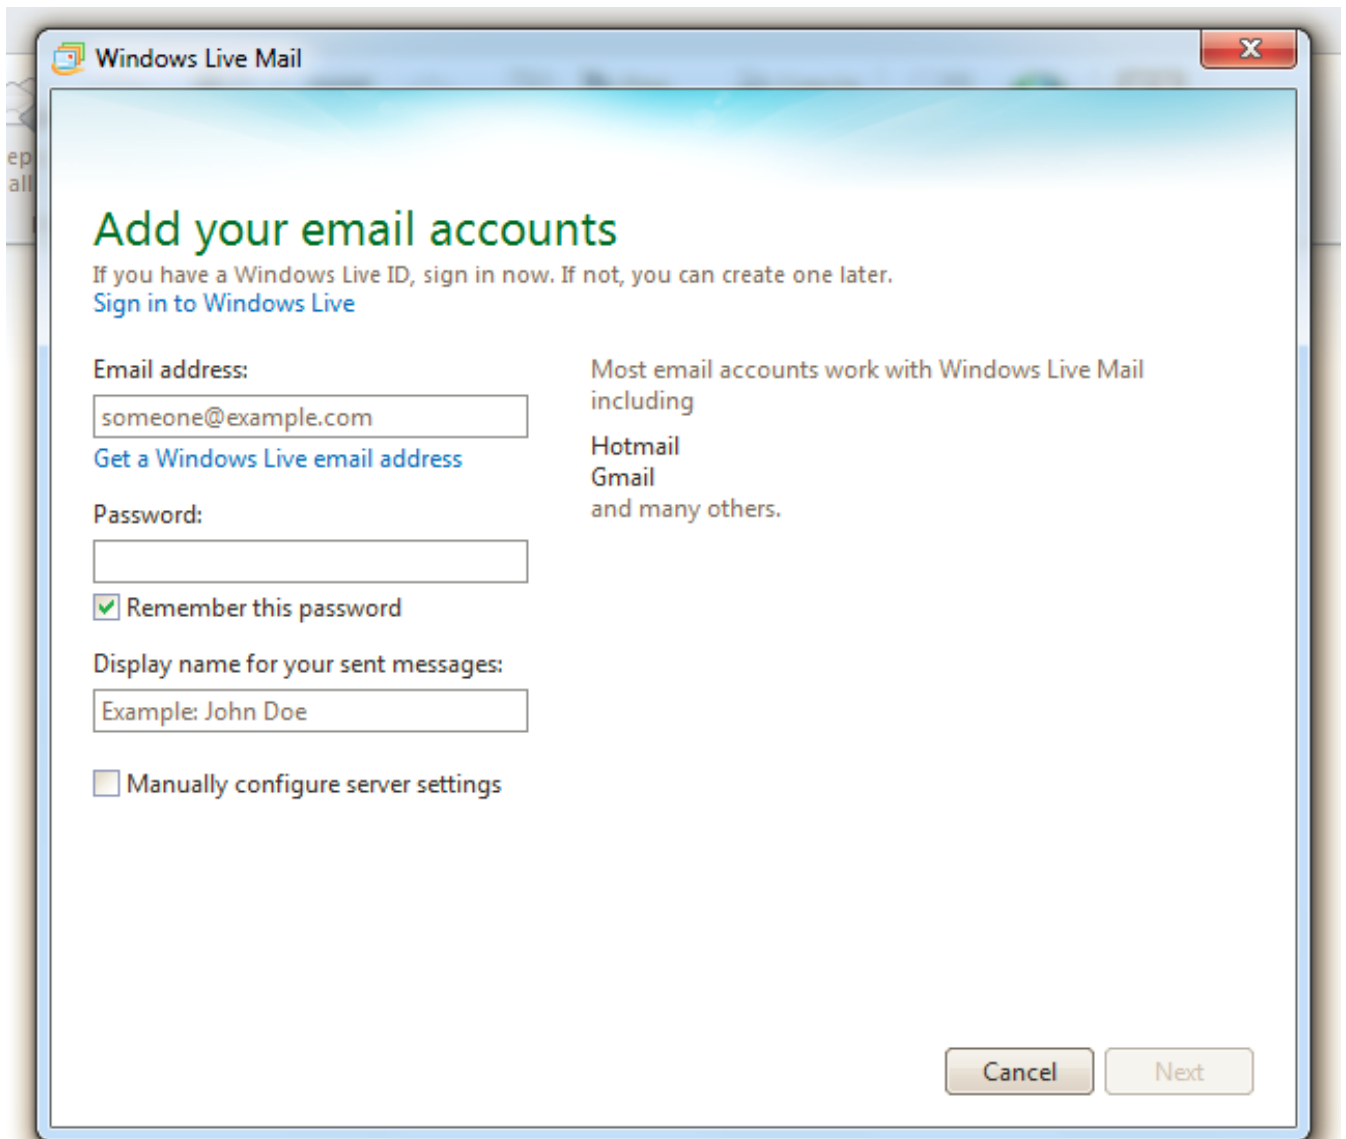 Windows Live Mail
ep
all
Add your email accounts
If you have a Windows Live ID, sign in now. If not, you can create one later.
Sign in to Windows Live
Email address:
someone@example.com
Get a Windows Live email address
Password:
Remember this password
Display name for your sent messages:
Example: John Doe
Manually configure server settings
Most email accounts work with Windows Live Mail
including
Hotmail
Gmail
and many others.
Cancel
Next